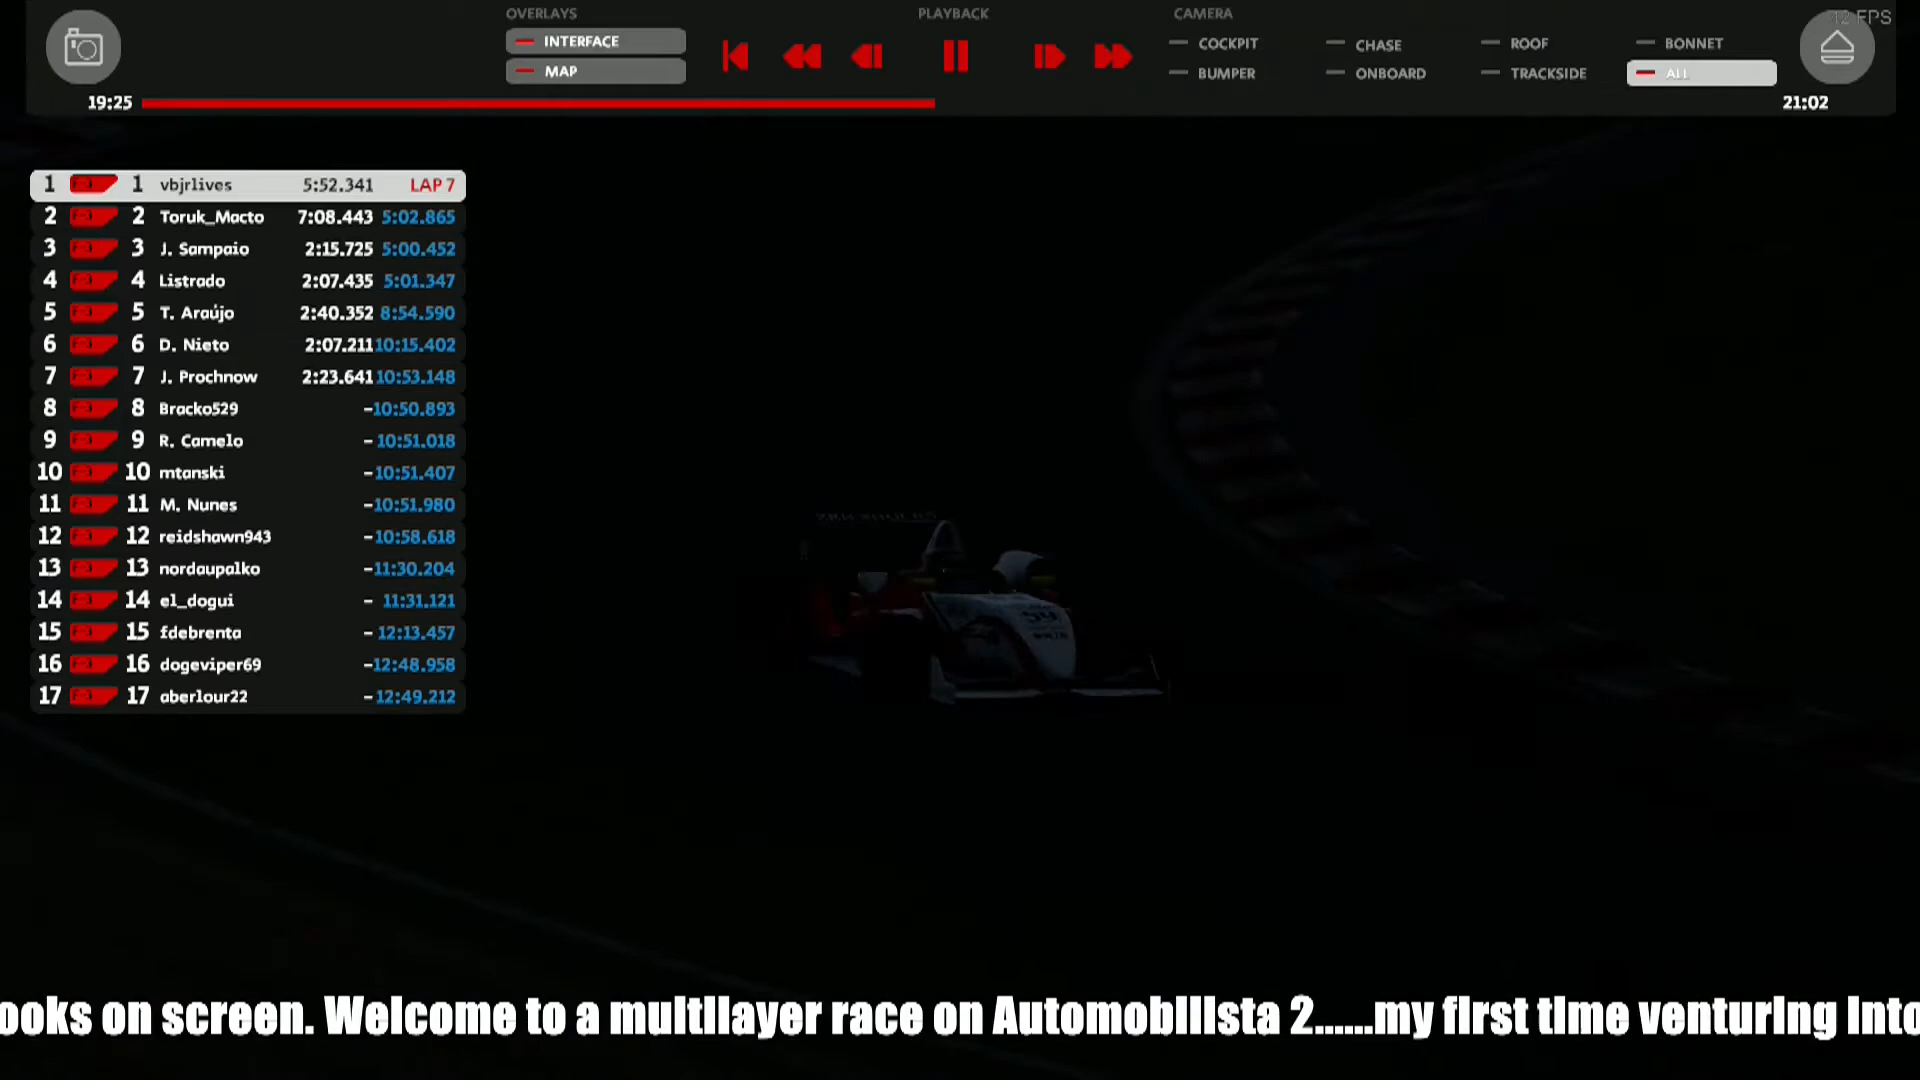 OVERLAYS
INTERFACE
MAP
PLAYBACK
CAMERA
COCKPIT
CHASE
ROOF
BONNET
BUMPER
ONBOARD
TRACKSIDE
ALL
12 FPS
19:25
21:02
1 1 vbjrlives 5:52.341 LAP 7
2 2 Toruk_Macto 7:08.443 5:02.865
3 3 J. Sampaio 2:15.725 5:00.452
4 4 Listrado 2:07.435 5:01.347
5 5 T. Araújo 2:40.352 8:54.590
6 6 D. Nieto 2:07.211 10:15.402
7 7 J. Prochnow 2:23.641 10:53.148
8 8 Bracko529 –10:50.893
9 9 R. Camelo – 10:51.018
10 10 mtanski –10:51.407
11 11 M. Nunes –10:51.980
12 12 reidshawn943 –10:58.618
13 13 nordaupalko –11:30.204
14 14 el_dogui – 11:31.121
15 15 fdebrenta – 12:13.457
16 16 dogeviper69 –12:48.958
17 17 aberlour22 –12:49.212
ooks on screen. Welcome to a multilayer race on Automobilista 2......my first time venturing into